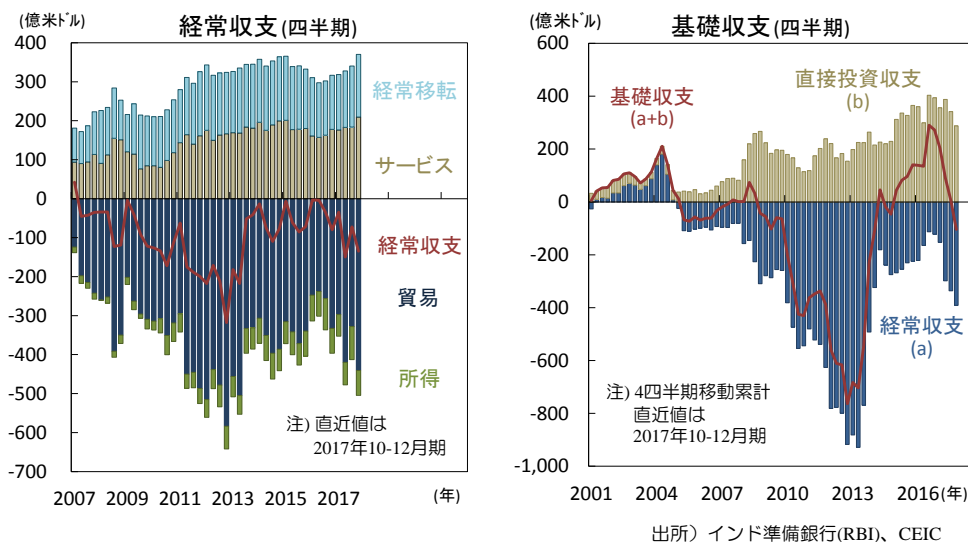 経常収支(四半期)
(億米ドル)
400
300
200
100
0
-100
-200
-300
-400
-500
-600
-700
経常移転
サービス
経常収支
貿易
所得
注) 直近値は
2017年10-12月期
2007
2009
2011
2013
2015
2017
(年)
基礎収支(四半期)
(億米ドル)
600
400
200
0
-200
-400
-600
-800
-1,000
基礎収支
(a+b)
直接投資収支
(b)
経常収支
(a)
注) 4四半期移動累計
直近値は
2017年10-12月期
2001
2004
2007
2010
2013
2016(年)
出所）インド準備銀行(RBI)、CEIC